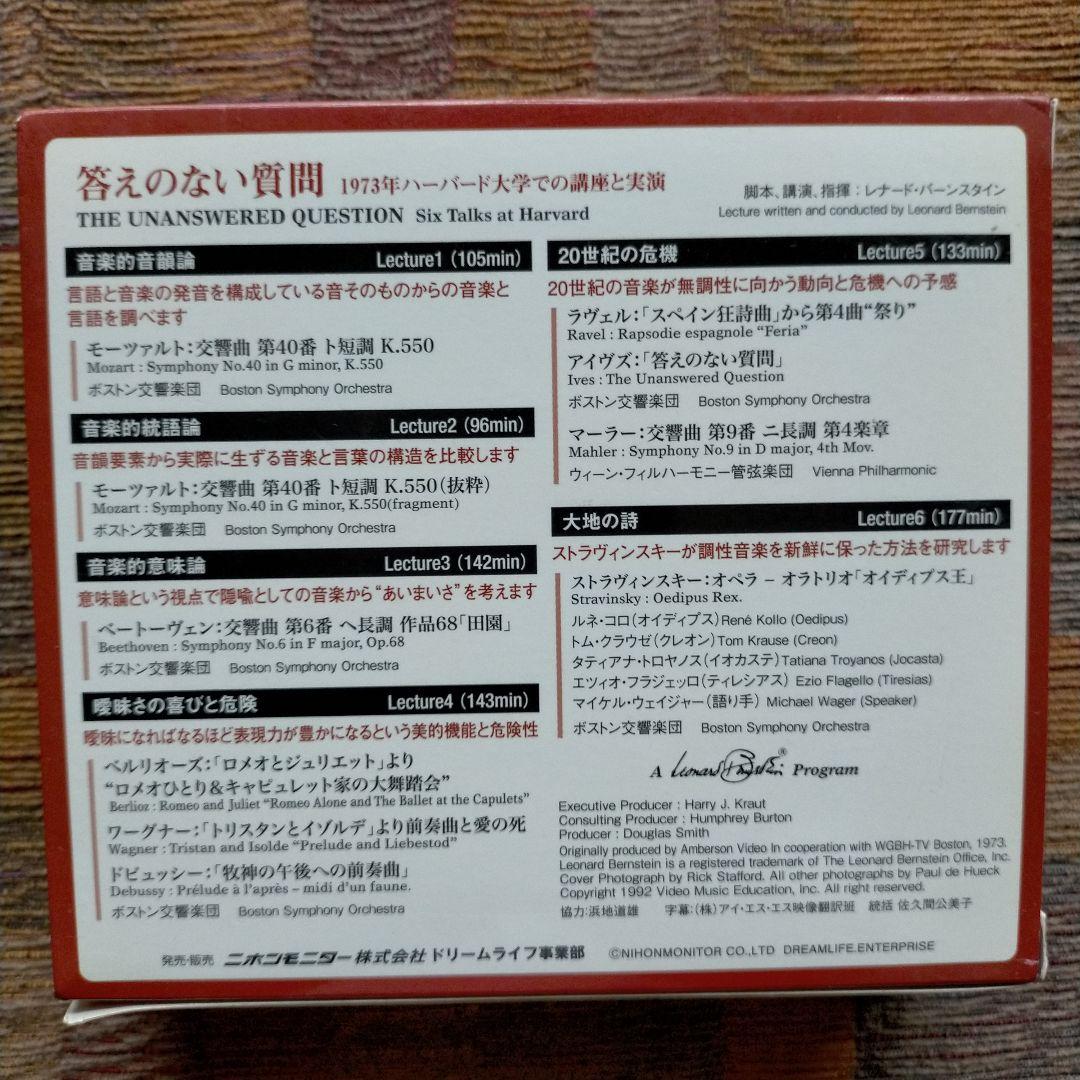 答えのない質問 1973年ハーバード大学での講座と実演
THE UNANSWERED QUESTION Six Talks at Harvard
脚本、講演、指揮：レナード・バーンスタイン
Lecture written and conducted by Leonard Bernstein
音楽的音韻論 Lecture1 (105min)
言語と音楽の発音を構成している音そのものからの音楽と
言語を調べます
モーツァルト：交響曲 第40番 ト短調 K.550
Mozart : Symphony No.40 in G minor, K.550
ボストン交響楽団 Boston Symphony Orchestra
音楽的統語論 Lecture2 (96min)
音韻要素から実際に生ずる音楽と言葉の構造を比較します
モーツァルト：交響曲 第40番 ト短調 K.550（抜粋）
Mozart : Symphony No.40 in G minor, K.550(fragment)
ボストン交響楽団 Boston Symphony Orchestra
音楽的意味論 Lecture3 (142min)
意味論という視点で隠喩としての音楽から“あいまいさ”を考えます
ベートーヴェン：交響曲 第6番 ヘ長調 作品68「田園」
Beethoven : Symphony No.6 in F major, Op.68
ボストン交響楽団 Boston Symphony Orchestra
曖昧さの喜びと危険 Lecture4 (143min)
曖昧になればなるほど表現力が豊かになるという美的機能と危険性
ベルリオーズ：「ロメオとジュリエット」より
“ロメオひとり＆キャピュレット家の大舞踏会”
Berlioz : Romeo and Juliet “Romeo Alone and The Ballet at the Capulets”
ワーグナー：「トリスタンとイゾルデ」より前奏曲と愛の死
Wagner : Tristan and Isolde “Prelude and Liebestod”
ドビュッシー：「牧神の午後への前奏曲」
Debussy : Prélude à l'après – midi d'un faune.
ボストン交響楽団 Boston Symphony Orchestra
20世紀の危機 Lecture5 (133min)
20世紀の音楽が無調性に向かう動向と危機への予感
ラヴェル：「スペイン狂詩曲」から第4曲“祭り”
Ravel : Rapsodie espagnole “Feria”
アイヴズ：「答えのない質問」
Ives : The Unanswered Question
ボストン交響楽団 Boston Symphony Orchestra
マーラー：交響曲 第9番 ニ長調 第4楽章
Mahler : Symphony No.9 in D major, 4th Mov.
ウィーン・フィルハーモニー管弦楽団 Vienna Philharmonic
大地の詩 Lecture6 (177min)
ストラヴィンスキーが調性音楽を新鮮に保った方法を研究します
ストラヴィンスキー：オペラ – オラトリオ「オイディプス王」
Stravinsky : Oedipus Rex.
ルネ・コロ（オイディプス）René Kollo (Oedipus)
トム・クラウゼ（クレオン）Tom Krause (Creon)
タティアナ・トロヤノス（イオカステ）Tatiana Troyanos (Jocasta)
エツィオ・フラジェッロ（ティレシアス） Ezio Flagello (Tiresias)
マイケル・ウェイジャー（語り手） Michael Wager (Speaker)
ボストン交響楽団 Boston Symphony Orchestra
A Leonard Bernstein® Program
Executive Producer : Harry J. Kraut
Consulting Producer : Humphrey Burton
Producer : Douglas Smith
Originally produced by Amberson Video In cooperation with WGBH-TV Boston, 1973.
Leonard Bernstein is a registered trademark of The Leonard Bernstein Office, Inc.
Cover Photograph by Rick Stafford. All other photographs by Paul de Hueck
Copyright 1992 Video Music Education, Inc. All right reserved.
協力：浜地道雄 字幕：（株）アイ・エス・エス映像翻訳班 統括 佐久間公美子
発売・販売 ニホンモニター株式会社 ドリームライフ事業部 ©NIHONMONITOR CO.,LTD DREAMLIFE.ENTERPRISE